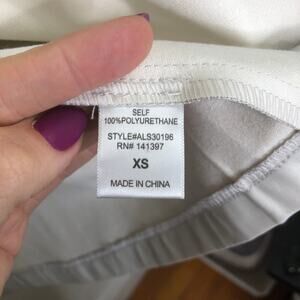 SELF
100%POLYURETHANE
STYLE#ALS30196
RN# 141397
XS
MADE IN CHINA